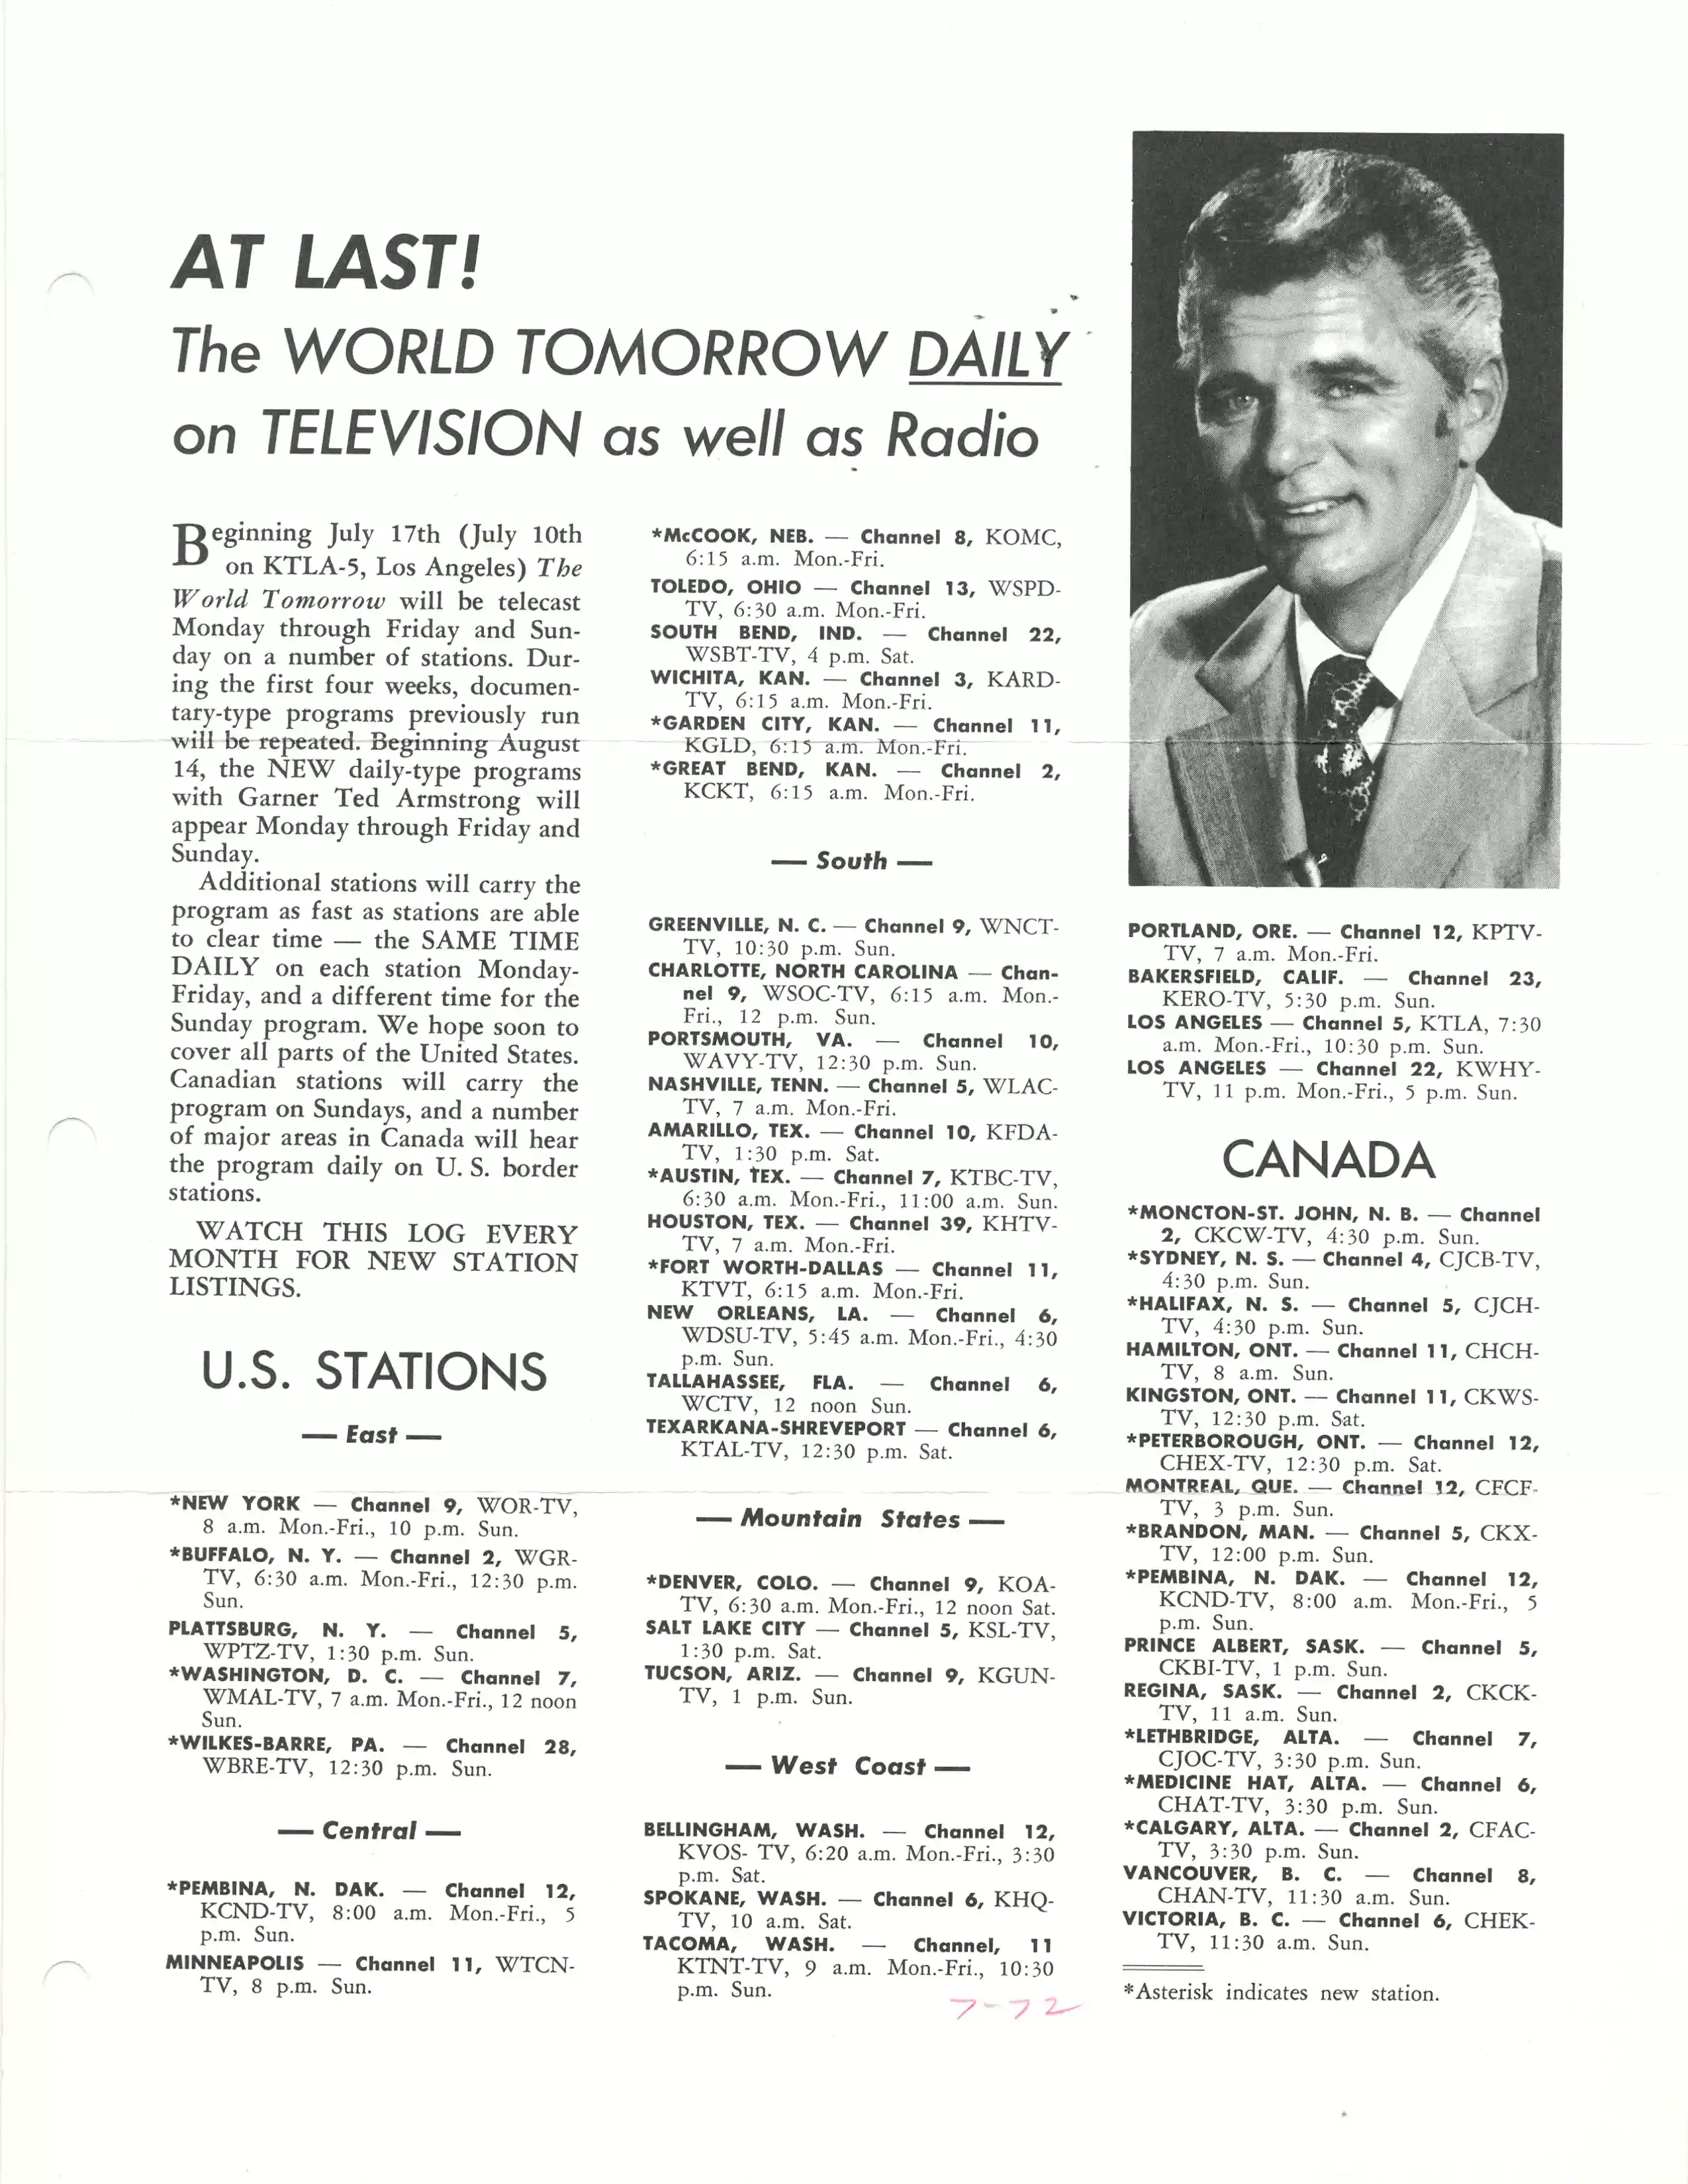 AT LAST!
The WORLD TOMORROW DAILY
on TELEVISION as well as Radio
Beginning July 17th (July 10th
on KTLA-5, Los Angeles) The
World Tomorrow will be telecast
Monday through Friday and Sun-
day on a number of stations. Dur-
ing the first four weeks, documen-
tary-type programs previously run
will be repeated. Beginning August
14, the NEW daily-type programs
with Garner Ted Armstrong will
appear Monday through Friday and
Sunday.
Additional stations will carry the
program as fast as stations are able
to clear time — the SAME TIME
DAILY on each station Monday-
Friday, and a different time for the
Sunday program. We hope soon to
cover all parts of the United States.
Canadian stations will carry the
program on Sundays, and a number
of major areas in Canada will hear
the program daily on U. S. border
stations.
WATCH THIS LOG EVERY
MONTH FOR NEW STATION
LISTINGS.
U.S. STATIONS
— East —
*NEW YORK — Channel 9, WOR-TV,
8 a.m. Mon.-Fri., 10 p.m. Sun.
*BUFFALO, N. Y. — Channel 2, WGR-
TV, 6:30 a.m. Mon.-Fri., 12:30 p.m.
Sun.
PLATTSBURG, N. Y. — Channel 5,
WPTZ-TV, 1:30 p.m. Sun.
*WASHINGTON, D. C. — Channel 7,
WMAL-TV, 7 a.m. Mon.-Fri., 12 noon
Sun.
*WILKES-BARRE, PA. — Channel 28,
WBRE-TV, 12:30 p.m. Sun.
— Central —
*PEMBINA, N. DAK. — Channel 12,
KCND-TV, 8:00 a.m. Mon.-Fri., 5
p.m. Sun.
MINNEAPOLIS — Channel 11, WTCN-
TV, 8 p.m. Sun.
*McCOOK, NEB. — Channel 8, KOMC,
6:15 a.m. Mon.-Fri.
TOLEDO, OHIO — Channel 13, WSPD-
TV, 6:30 a.m. Mon.-Fri.
SOUTH BEND, IND. — Channel 22,
WSBT-TV, 4 p.m. Sat.
WICHITA, KAN. — Channel 3, KARD-
TV, 6:15 a.m. Mon.-Fri.
*GARDEN CITY, KAN. — Channel 11,
KGLD, 6:15 a.m. Mon.-Fri.
*GREAT BEND, KAN. — Channel 2,
KCKT, 6:15 a.m. Mon.-Fri.
— South —
GREENVILLE, N. C. — Channel 9, WNCT-
TV, 10:30 p.m. Sun.
CHARLOTTE, NORTH CAROLINA — Chan-
nel 9, WSOC-TV, 6:15 a.m. Mon.-
Fri., 12 p.m. Sun.
PORTSMOUTH, VA. — Channel 10,
WAVY-TV, 12:30 p.m. Sun.
NASHVILLE, TENN. — Channel 5, WLAC-
TV, 7 a.m. Mon.-Fri.
AMARILLO, TEX. — Channel 10, KFDA-
TV, 1:30 p.m. Sat.
*AUSTIN, TEX. — Channel 7, KTBC-TV,
6:30 a.m. Mon.-Fri., 11:00 a.m. Sun.
HOUSTON, TEX. — Channel 39, KHTV-
TV, 7 a.m. Mon.-Fri.
*FORT WORTH-DALLAS — Channel 11,
KTVT, 6:15 a.m. Mon.-Fri.
NEW ORLEANS, LA. — Channel 6,
WDSU-TV, 5:45 a.m. Mon.-Fri., 4:30
p.m. Sun.
TALLAHASSEE, FLA. — Channel 6,
WCTV, 12 noon Sun.
TEXARKANA-SHREVEPORT — Channel 6,
KTAL-TV, 12:30 p.m. Sat.
— Mountain States —
*DENVER, COLO. — Channel 9, KOA-
TV, 6:30 a.m. Mon.-Fri., 12 noon Sat.
SALT LAKE CITY — Channel 5, KSL-TV,
1:30 p.m. Sat.
TUCSON, ARIZ. — Channel 9, KGUN-
TV, 1 p.m. Sun.
— West Coast —
BELLINGHAM, WASH. — Channel 12,
KVOS- TV, 6:20 a.m. Mon.-Fri., 3:30
p.m. Sat.
SPOKANE, WASH. — Channel 6, KHQ-
TV, 10 a.m. Sat.
TACOMA, WASH. — Channel, 11
KTNT-TV, 9 a.m. Mon.-Fri., 10:30
p.m. Sun.
7-72
PORTLAND, ORE. — Channel 12, KPTV-
TV, 7 a.m. Mon.-Fri.
BAKERSFIELD, CALIF. — Channel 23,
KERO-TV, 5:30 p.m. Sun.
LOS ANGELES — Channel 5, KTLA, 7:30
a.m. Mon.-Fri., 10:30 p.m. Sun.
LOS ANGELES — Channel 22, KWHY-
TV, 11 p.m. Mon.-Fri., 5 p.m. Sun.
CANADA
*MONCTON-ST. JOHN, N. B. — Channel
2, CKCW-TV, 4:30 p.m. Sun.
*SYDNEY, N. S. — Channel 4, CJCB-TV,
4:30 p.m. Sun.
*HALIFAX, N. S. — Channel 5, CJCH-
TV, 4:30 p.m. Sun.
HAMILTON, ONT. — Channel 11, CHCH-
TV, 8 a.m. Sun.
KINGSTON, ONT. — Channel 11, CKWS-
TV, 12:30 p.m. Sat.
*PETERBOROUGH, ONT. — Channel 12,
CHEX-TV, 12:30 p.m. Sat.
MONTREAL, QUE. — Channel 12, CFCF-
TV, 3 p.m. Sun.
*BRANDON, MAN. — Channel 5, CKX-
TV, 12:00 p.m. Sun.
*PEMBINA, N. DAK. — Channel 12,
KCND-TV, 8:00 a.m. Mon.-Fri., 5
p.m. Sun.
PRINCE ALBERT, SASK. — Channel 5,
CKBI-TV, 1 p.m. Sun.
REGINA, SASK. — Channel 2, CKCK-
TV, 11 a.m. Sun.
*LETHBRIDGE, ALTA. — Channel 7,
CJOC-TV, 3:30 p.m. Sun.
*MEDICINE HAT, ALTA. — Channel 6,
CHAT-TV, 3:30 p.m. Sun.
*CALGARY, ALTA. — Channel 2, CFAC-
TV, 3:30 p.m. Sun.
VANCOUVER, B. C. — Channel 8,
CHAN-TV, 11:30 a.m. Sun.
VICTORIA, B. C. — Channel 6, CHEK-
TV, 11:30 a.m. Sun.
*Asterisk indicates new station.